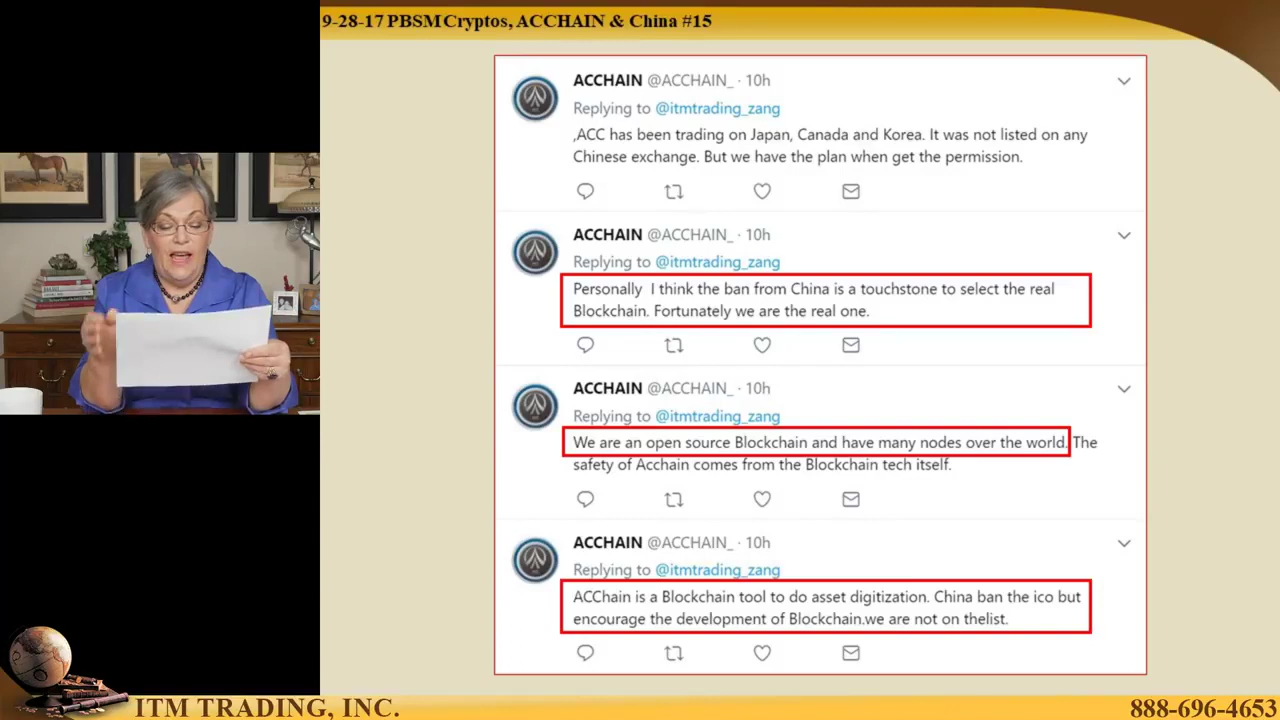 9-28-17 PBSM Cryptos, ACCHAIN & China #15
ACCHAIN @ACCHAIN_ · 10h
Replying to @itmtrading_zang
,ACC has been trading on Japan, Canada and Korea. It was not listed on any
Chinese exchange. But we have the plan when get the permission.
ACCHAIN @ACCHAIN_ · 10h
Replying to @itmtrading_zang
Personally I think the ban from China is a touchstone to select the real
Blockchain. Fortunately we are the real one.
ACCHAIN @ACCHAIN_ · 10h
Replying to @itmtrading_zang
We are an open source Blockchain and have many nodes over the world. The
safety of Acchain comes from the Blockchain tech itself.
ACCHAIN @ACCHAIN_ · 10h
Replying to @itmtrading_zang
ACChain is a Blockchain tool to do asset digitization. China ban the ico but
encourage the development of Blockchain.we are not on thelist.
ITM TRADING, INC.
888-696-4653